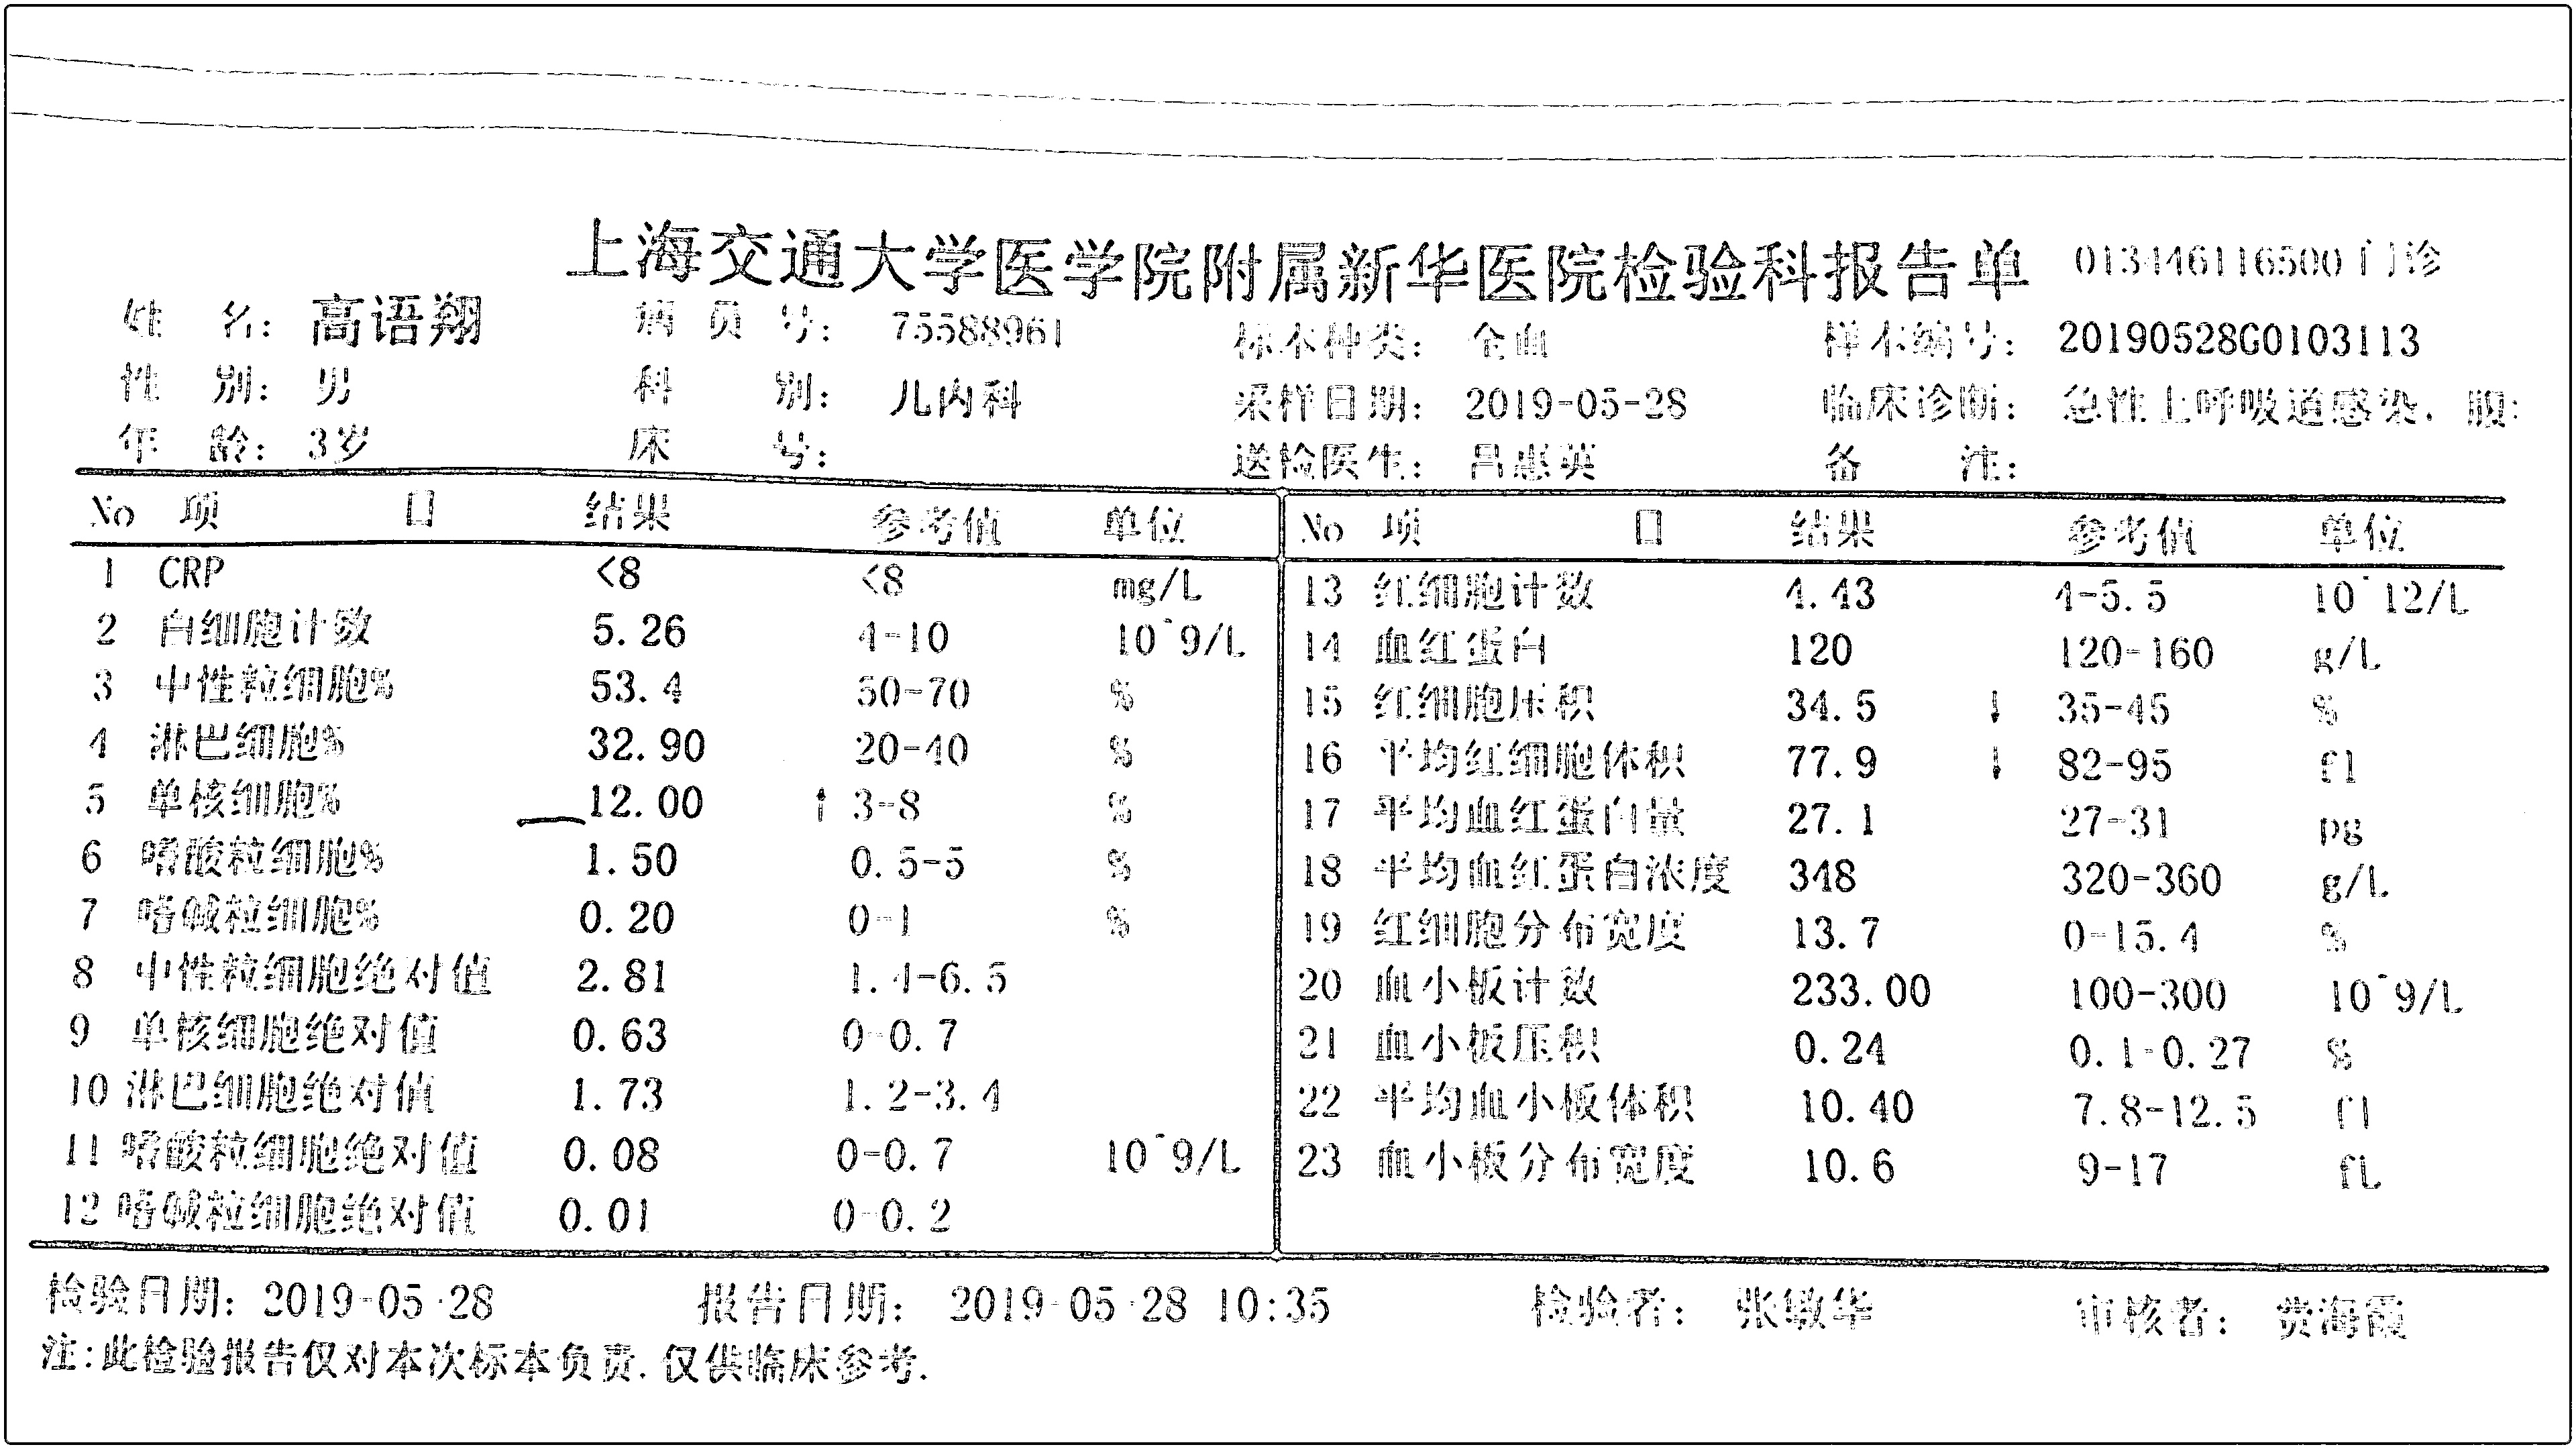 上海交通大学医学院附属新华医院检验科报告单 013446116500门诊
姓 名: 高语翔 病员号: 75588961 标本种类: 全血 样本编号: 20190528G0103113
性 别: 男 科 别: 儿内科 采样日期: 2019-05-28 临床诊断: 急性上呼吸道感染. 腹:
年 龄: 3岁 床 号: 送检医生: 吕惠英 备 注:
No 项 目 结果 参考值 单位 No 项 目 结果 参考值 单位
1 CRP <8 <8 mg/L 13 红细胞计数 4.43 4-5.5 10^12/L
2 白细胞计数 5.26 4-10 10^9/L 14 血红蛋白 120 120-160 g/L
3 中性粒细胞% 53.4 50-70 % 15 红细胞压积 34.5 ↓ 35-45 %
4 淋巴细胞% 32.90 20-40 % 16 平均红细胞体积 77.9 ↓ 82-95 fl
5 单核细胞% 12.00 ↑ 3-8 % 17 平均血红蛋白量 27.1 27-31 pg
6 嗜酸粒细胞% 1.50 0.5-5 % 18 平均血红蛋白浓度 348 320-360 g/L
7 嗜碱粒细胞% 0.20 0-1 % 19 红细胞分布宽度 13.7 0-15.4 %
8 中性粒细胞绝对值 2.81 1.4-6.5 20 血小板计数 233.00 100-300 10^9/L
9 单核细胞绝对值 0.63 0-0.7 21 血小板压积 0.24 0.1-0.27 %
10 淋巴细胞绝对值 1.73 1.2-3.4 22 平均血小板体积 10.40 7.8-12.5 fl
11 嗜酸粒细胞绝对值 0.08 0-0.7 10^9/L 23 血小板分布宽度 10.6 9-17 fL
12 嗜碱粒细胞绝对值 0.01 0-0.2
检验日期: 2019-05-28 报告日期: 2019-05-28 10:35 检验者: 张敏华 审核者: 费海霞
注:此检验报告仅对本次标本负责.仅供临床参考.